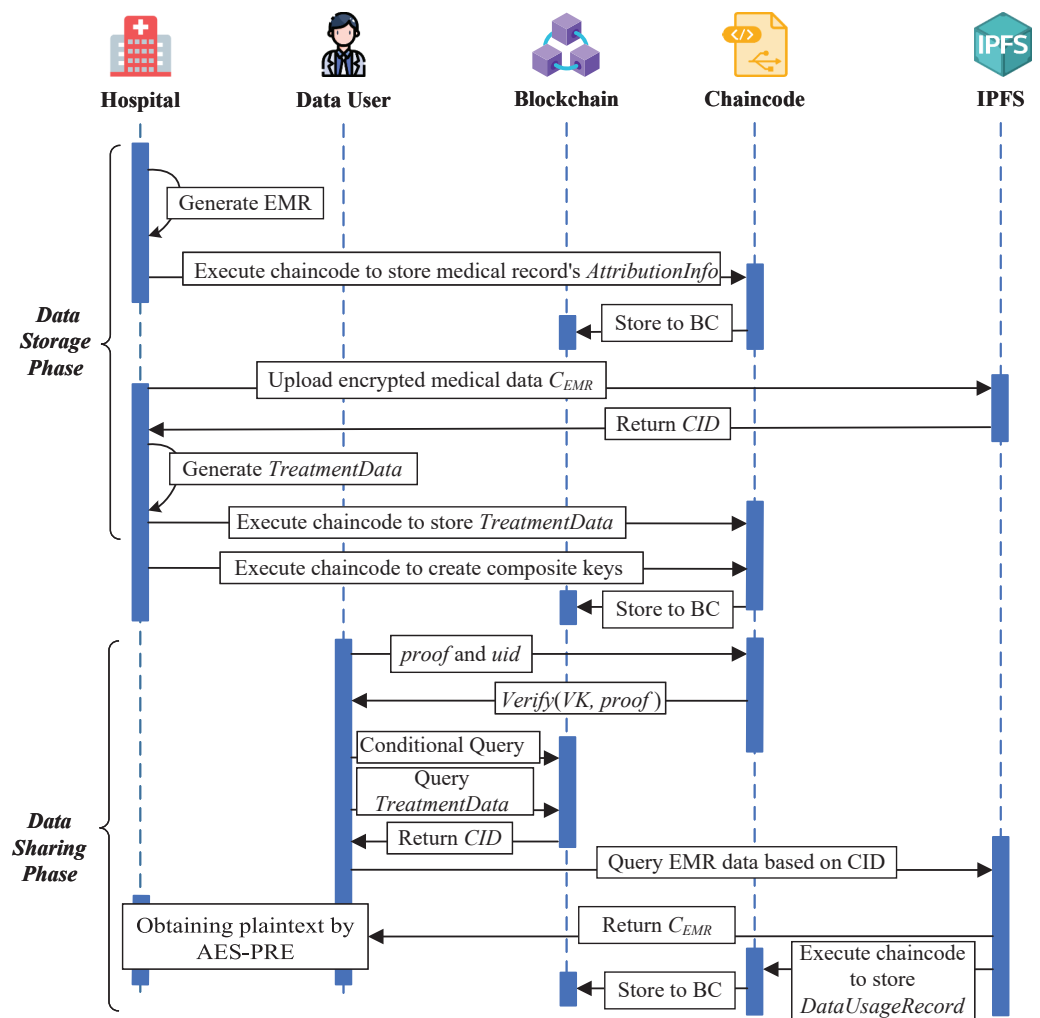 IPFS
</>
Hospital
Data User
Blockchain
Chaincode
IPFS
Data
Storage
Phase
Generate EMR
Execute chaincode to store medical record's AttributionInfo
Store to BC
Upload encrypted medical data C_EMR
Return CID
Generate TreatmentData
Execute chaincode to store TreatmentData
Execute chaincode to create composite keys
Store to BC
Data
Sharing
Phase
proof and uid
Verify(VK, proof )
Conditional Query
Query
TreatmentData
Return CID
Query EMR data based on CID
Obtaining plaintext by
AES-PRE
Return C_EMR
Execute chaincode
to store
DataUsageRecord
Store to BC